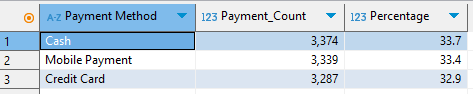 A-Z Payment Method 123 Payment_Count 123 Percentage
1 Cash 3,374 33.7
2 Mobile Payment 3,339 33.4
3 Credit Card 3,287 32.9